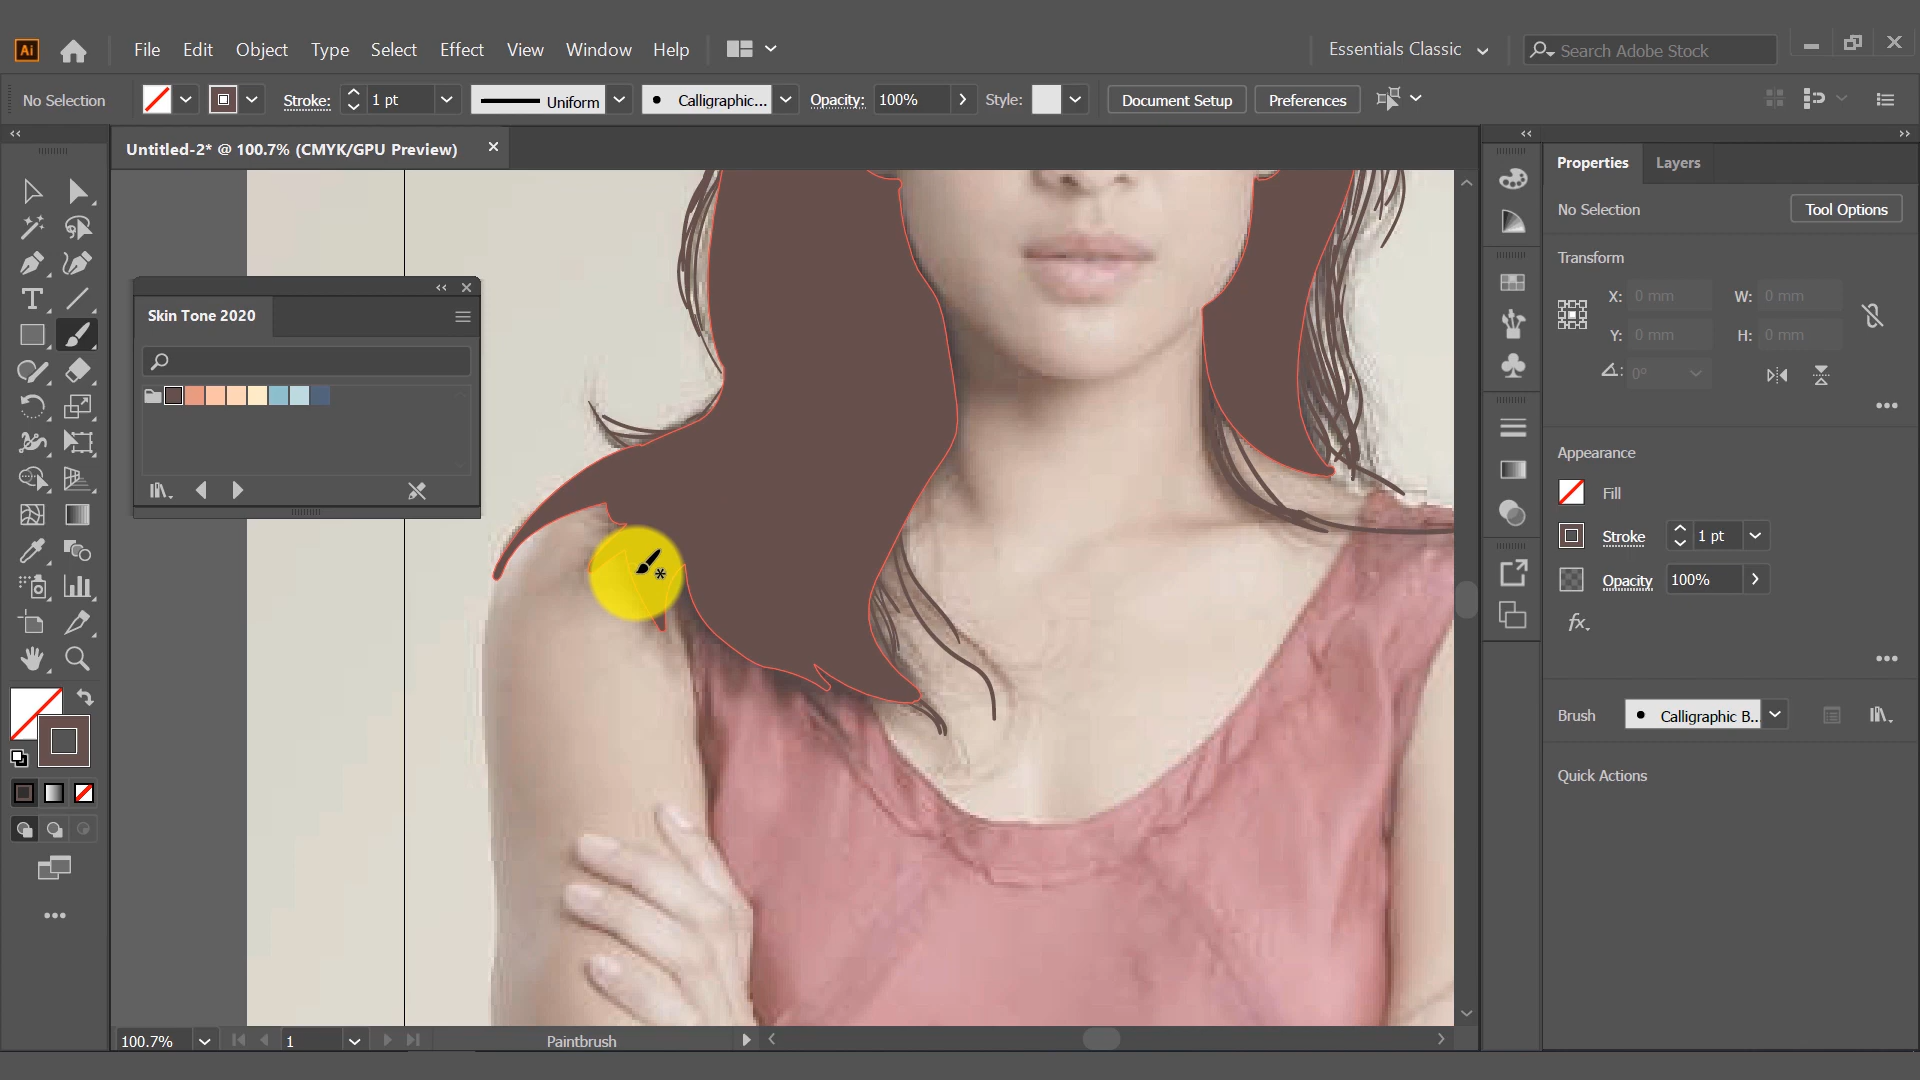 Ai File Edit Object Type Select Effect View Window Help Essentials Classic Search Adobe Stock
No Selection Stroke: 1 pt Uniform Calligraphic... Opacity: 100% Style: Document Setup Preferences
Untitled-2* @ 100.7% (CMYK/GPU Preview)
Skin Tone 2020
Properties Layers
No Selection Tool Options
Transform
X: 0 mm W: 0 mm
Y: 0 mm H: 0 mm
0°
Appearance
Fill
Stroke 1 pt
Opacity 100%
fx.
Brush Calligraphic B...
Quick Actions
100.7% 1 Paintbrush